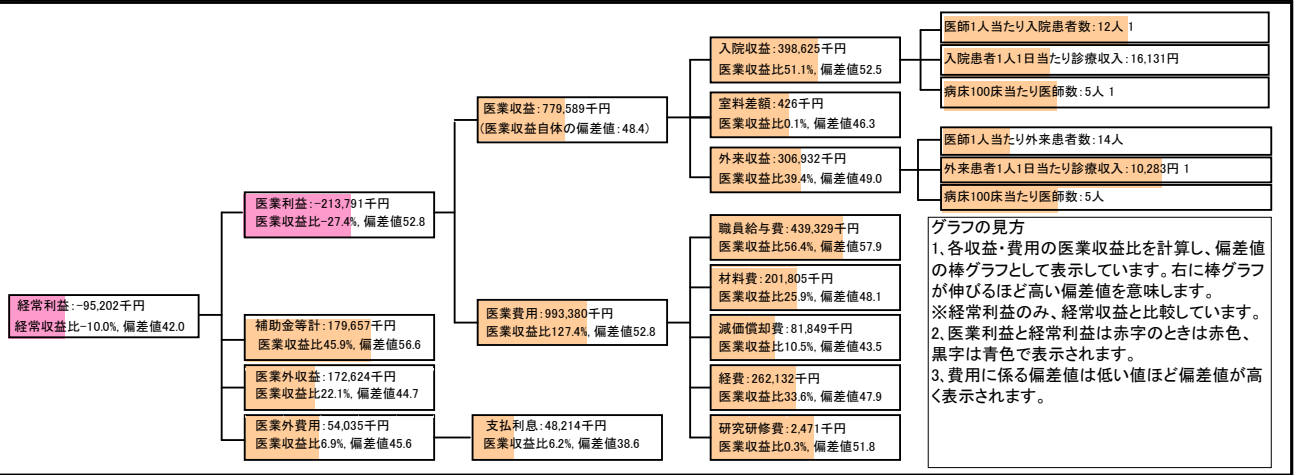 経常利益:-95,202千円
経常収益比-10.0%, 偏差値42.0
医業利益:-213,791千円
医業収益比-27.4%, 偏差値52.8
補助金等計:179,657千円
医業収益比45.9%, 偏差値56.6
医業外収益:172,624千円
医業収益比22.1%, 偏差値44.7
医業外費用:54,035千円
医業収益比6.9%, 偏差値45.6
支払利息:48,214千円
医業収益比6.2%, 偏差値38.6
医業収益:779,589千円
(医業収益自体の偏差値:48.4)
医業費用:993,380千円
医業収益比127.4%, 偏差値52.8
入院収益:398,625千円
医業収益比51.1%, 偏差値52.5
室料差額:426千円
医業収益比0.1%, 偏差値46.3
外来収益:306,932千円
医業収益比39.4%, 偏差値49.0
職員給与費:439,329千円
医業収益比56.4%, 偏差値57.9
材料費:201,805千円
医業収益比25.9%, 偏差値48.1
減価償却費:81,849千円
医業収益比10.5%, 偏差値43.5
経費:262,132千円
医業収益比33.6%, 偏差値47.9
研究研修費:2,471千円
医業収益比0.3%, 偏差値51.8
医師1人当たり入院患者数:12人 1
入院患者1人1日当たり診療収入:16,131円
病床100床当たり医師数:5人 1
医師1人当たり外来患者数:14人
外来患者1人1日当たり診療収入:10,283円 1
病床100床当たり医師数:5人
グラフの見方
1、各収益・費用の医業収益比を計算し、偏差値
の棒グラフとして表示しています。右に棒グラフ
が伸びるほど高い偏差値を意味します。
※経常利益のみ、経常収益と比較しています。
2、医業利益と経常利益は赤字のときは赤色、
黒字は青色で表示されます。
3、費用に係る偏差値は低い値ほど偏差値が高
く表示されます。